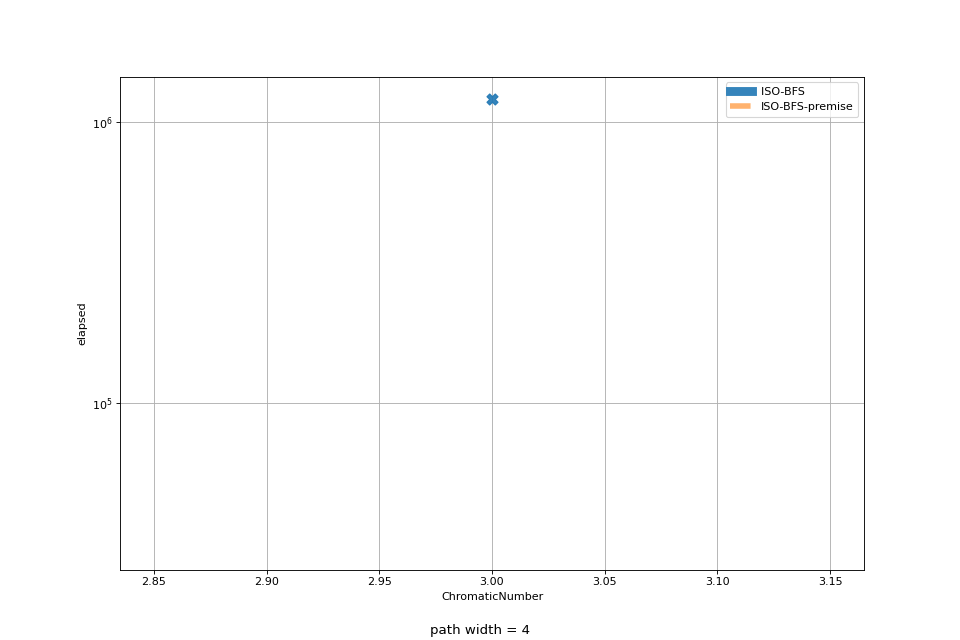 ISO-BFS
ISO-BFS-premise
10^6
10^5
elapsed
2.85 2.90 2.95 3.00 3.05 3.10 3.15
ChromaticNumber
path width = 4